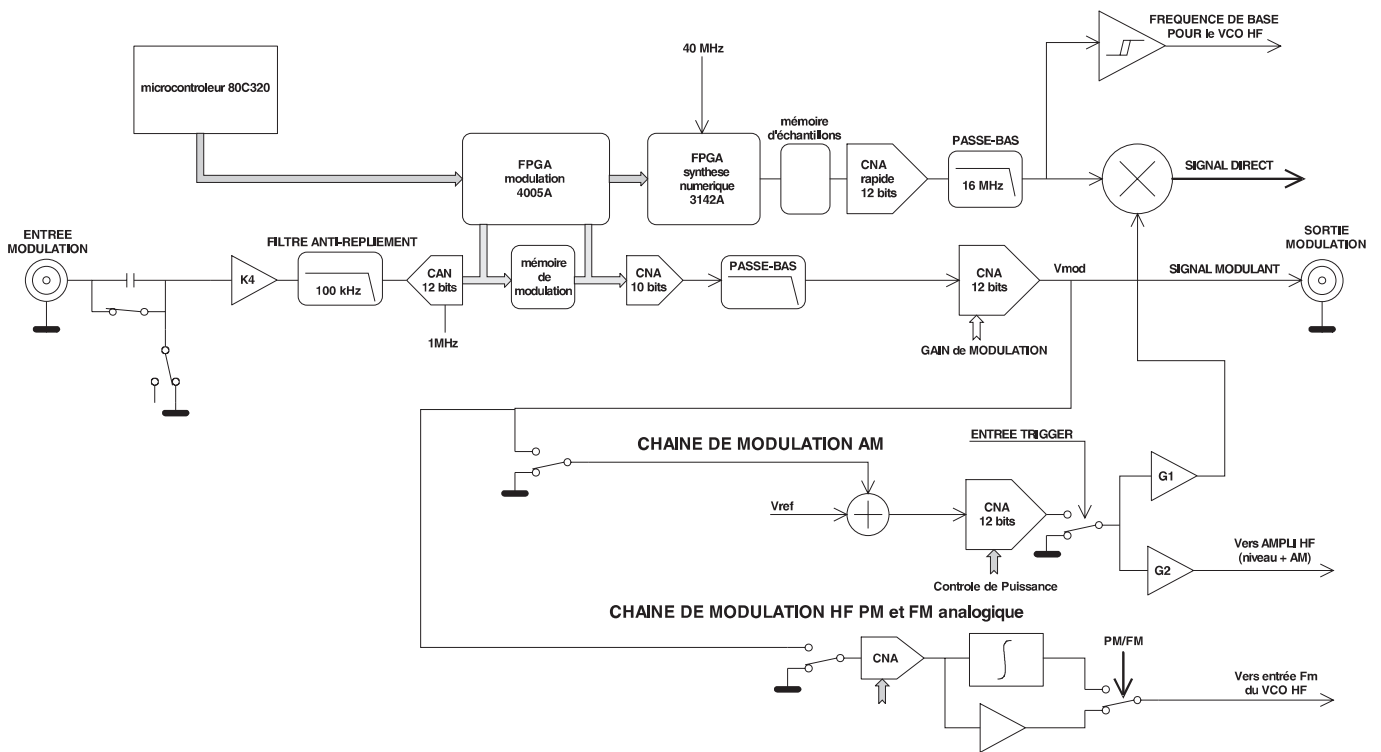 FRÉQUENCE DE BASE
POUR le VCO HF
40 MHz
microcontroleur 80C320
mémoire
d'échantillons
FPGA
modulation
4005A
FPGA
synthese
numerique
3142A
CNA
rapide
12 bits
PASSE-BAS
16 MHz
SIGNAL DIRECT
ENTREE
MODULATION
FILTRE ANTI-REPLIEMENT
K4
100 kHz
CAN
12 bits
1MHz
mémoire
de
modulation
CNA
10 bits
PASSE-BAS
CNA
12 bits
GAIN de MODULATION
Vmod
SIGNAL MODULANT
SORTIE
MODULATION
CHAINE DE MODULATION AM
ENTREE TRIGGER
Vref
CNA
12 bits
Controle de Puissance
G1
G2
Vers AMPLI HF
(niveau + AM)
CHAINE DE MODULATION HF PM et FM analogique
CNA
PM/FM
Vers entrée Fm
du VCO HF